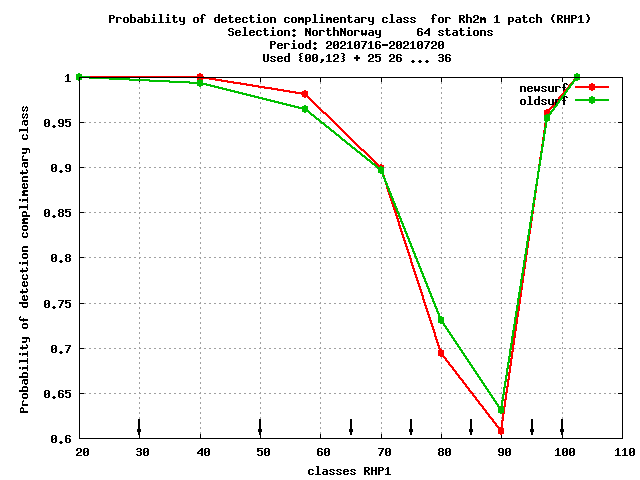 Probability of detection complimentary class  for Rh2m 1 patch (RHP1)
Selection: NorthNorway     64 stations
Period: 20210716-20210720
Used {00,12} + 25 26 ... 36
newsurf
oldsurf
1
0.95
0.9
0.85
0.8
0.75
0.7
0.65
0.6
Probability of detection complimentary class
20 30 40 50 60 70 80 90 100 110
classes RHP1